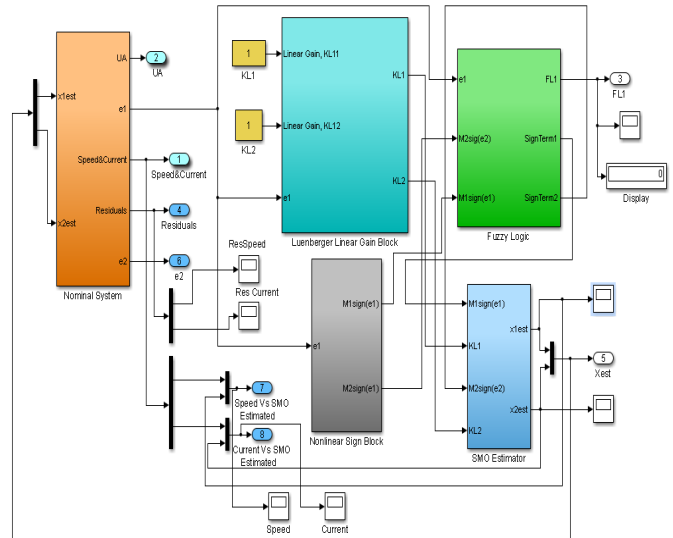 UA
2
UA
x1est
e1
Speed&Current
1
Speed&Current
Residuals
4
Residuals
x2est
e2
6
e2
Nominal System
ResSpeed
Res Current
1
KL1
1
KL2
Linear Gain, KL11
KL1
Linear Gain, KL12
KL2
e1
Luenberger Linear Gain Block
e1
FL1
M2sig(e2)
SignTerm1
M1sign(e1)
SignTerm2
Fuzzy Logic
3
FL1
0
Display
M1sign(e1)
e1
M2sign(e1)
Nonlinear Sign Block
M1sign(e1)
x1est
KL1
M2sign(e2)
x2est
KL2
SMO Estimator
5
Xest
7
Speed Vs SMO
Estimated
8
Current Vs SMO
Estimated
Speed
Current